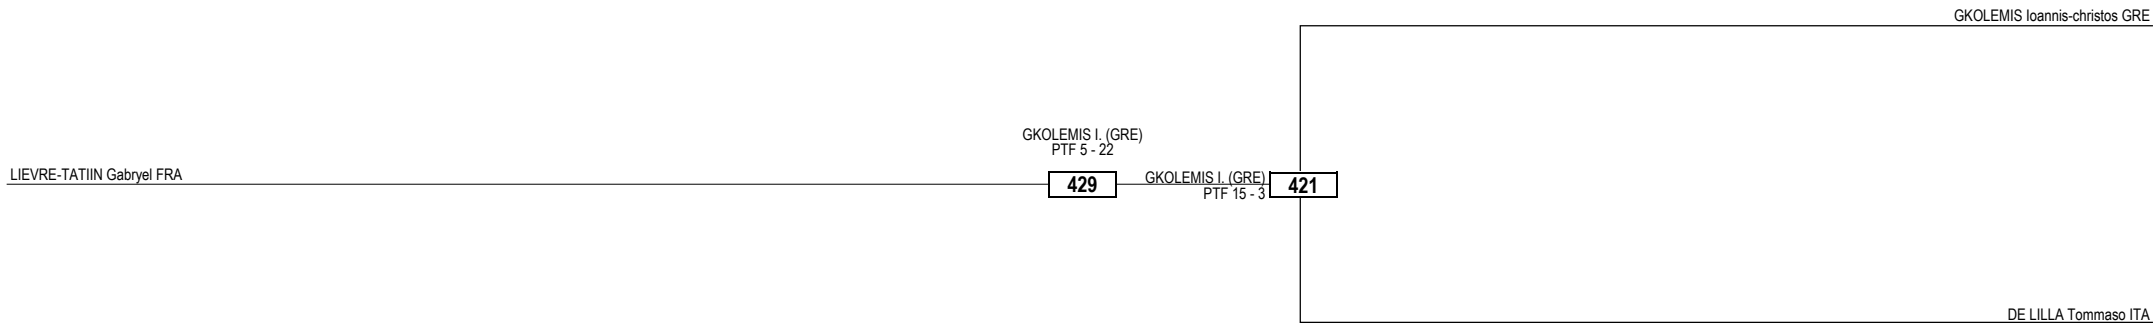 GKOLEMIS Ioannis-christos GRE
GKOLEMIS I. (GRE)
PTF 5 - 22
LIEVRE-TATIIN Gabryel FRA
429
GKOLEMIS I. (GRE)
PTF 15 - 3
421
DE LILLA Tommaso ITA